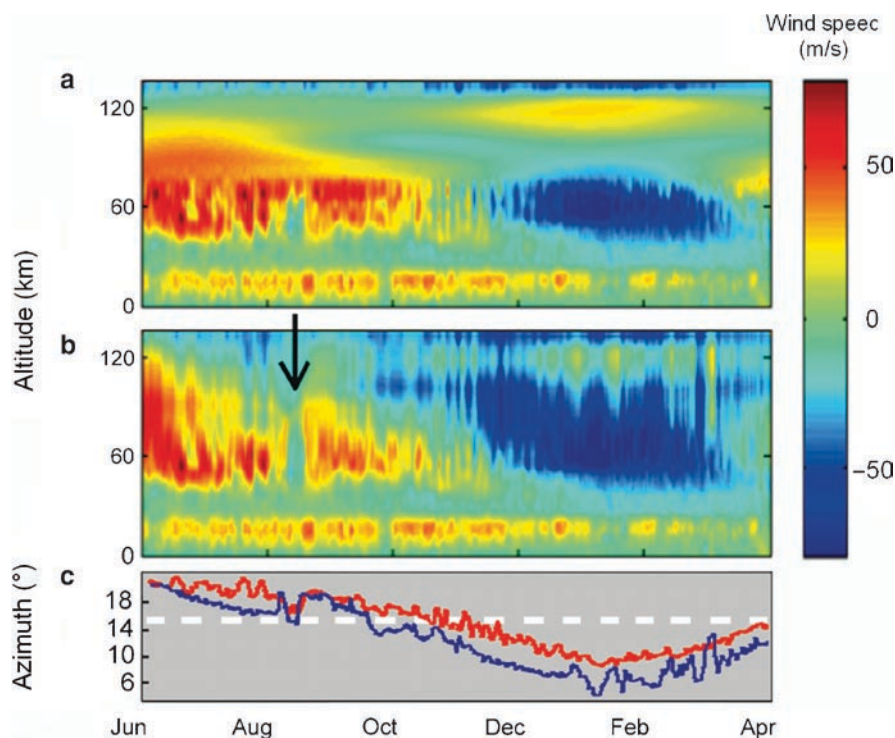 Wind speec
(m/s)
a
120
60
0
50
0
−50
Altitude (km)
b
120
60
0
c
Azimuth (°)
18
14
10
6
Jun Aug Oct Dec Feb Apr